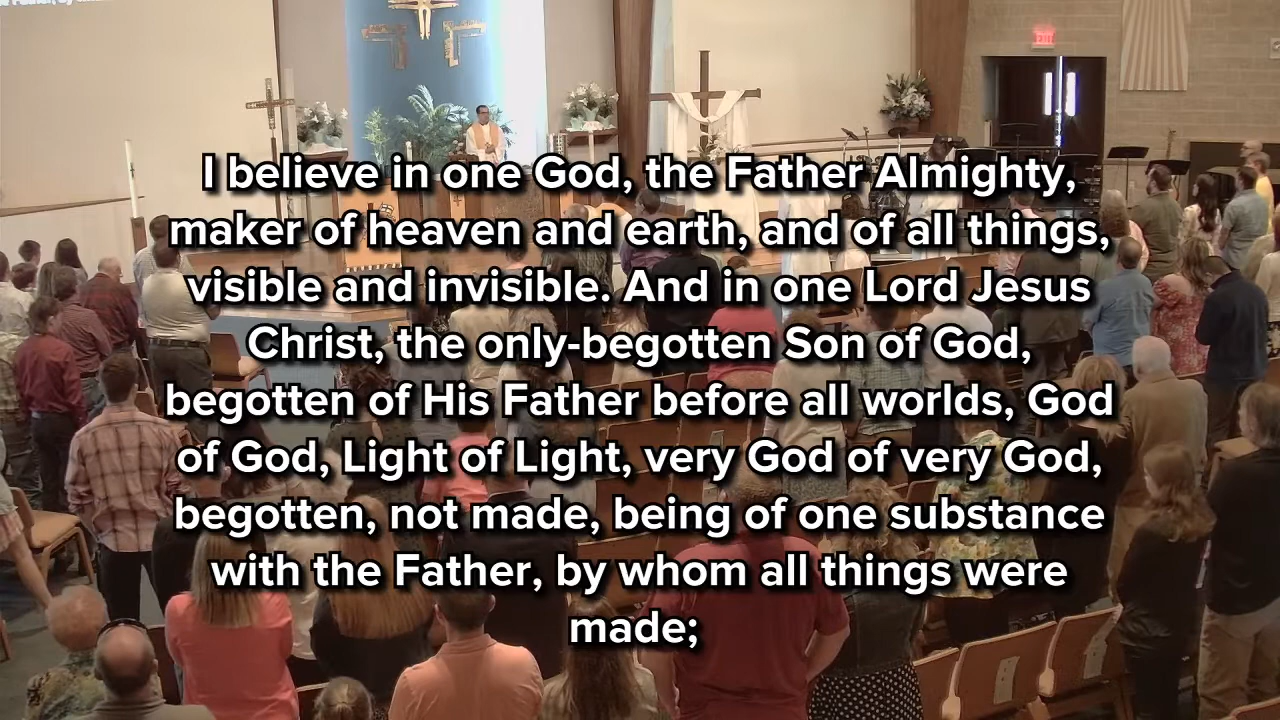 I believe in one God, the Father Almighty,
maker of heaven and earth, and of all things,
visible and invisible. And in one Lord Jesus
Christ, the only-begotten Son of God,
begotten of His Father before all worlds, God
of God, Light of Light, very God of very God,
begotten, not made, being of one substance
with the Father, by whom all things were
made;
EXIT